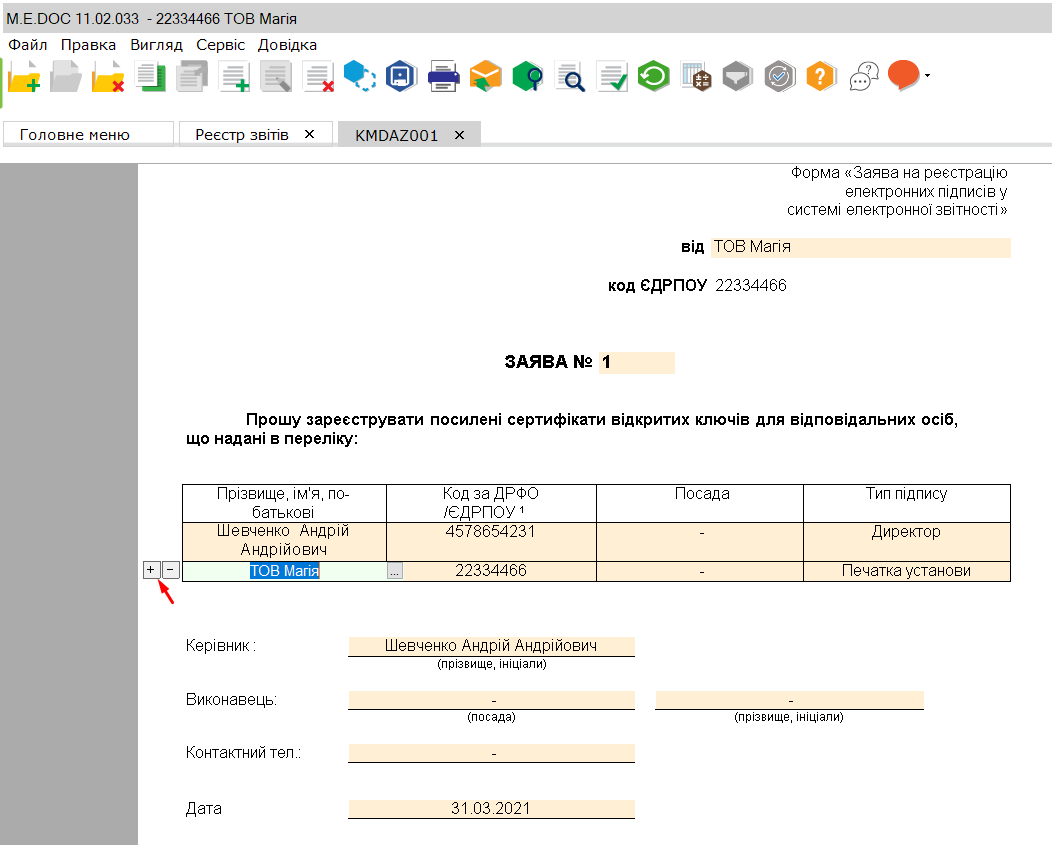 M.E.DOC 11.02.033 - 22334466 ТОВ Магія
Файл Правка Вигляд Сервіс Довідка
Головне меню Реєстр звітів × KMDAZ001 ×
Форма «Заява на реєстрацію
електронних підписів у
системі електронної звітності»
від ТОВ Магія
код ЄДРПОУ 22334466
ЗАЯВА № 1
Прошу зареєструвати посилені сертифікати відкритих ключів для відповідальних осіб,
що надані в переліку:
Прізвище, ім'я, по-
батькові
Код за ДРФО
/ЄДРПОУ ¹
Посада
Тип підпису
Шевченко Андрій
Андрійович
4578654231
-
Директор
+ − ТОВ Магія ... 22334466 - Печатка установи
Керівник : Шевченко Андрій Андрійович
(прізвище, ініціали)
Виконавець: - -
(посада) (прізвище, ініціали)
Контактний тел.: -
Дата 31.03.2021